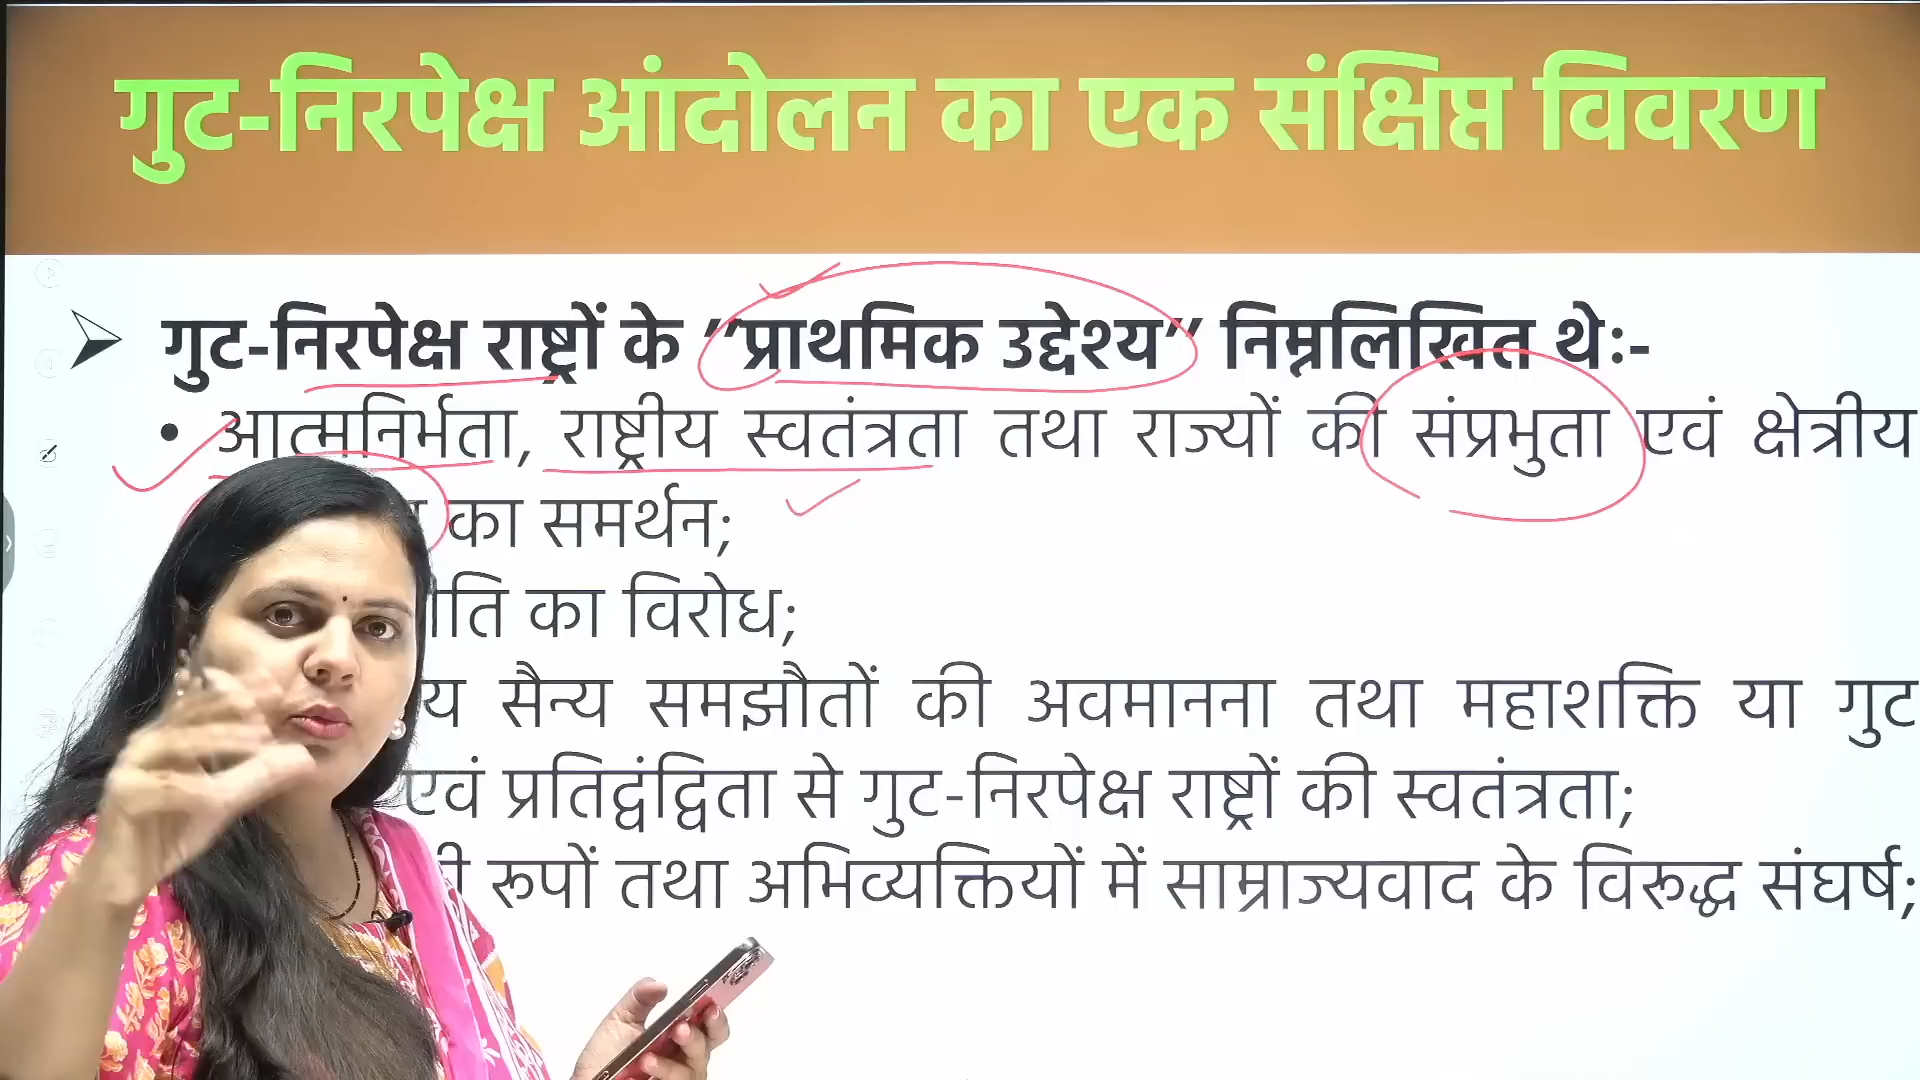 गुट-निरपेक्ष आंदोलन का एक संक्षिप्त विवरण
गुट-निरपेक्ष राष्ट्रों के ”प्राथमिक उद्देश्य” निम्नलिखित थेः-
• आत्मनिर्भता, राष्ट्रीय स्वतंत्रता तथा राज्यों की संप्रभुता एवं क्षेत्रीय
का समर्थन;
का विरोध;
सैन्य समझौतों की अवमानना तथा महाशक्ति या गुट
एवं प्रतिद्वंद्विता से गुट-निरपेक्ष राष्ट्रों की स्वतंत्रता;
रूपों तथा अभिव्यक्तियों में साम्राज्यवाद के विरूद्ध संघर्ष;